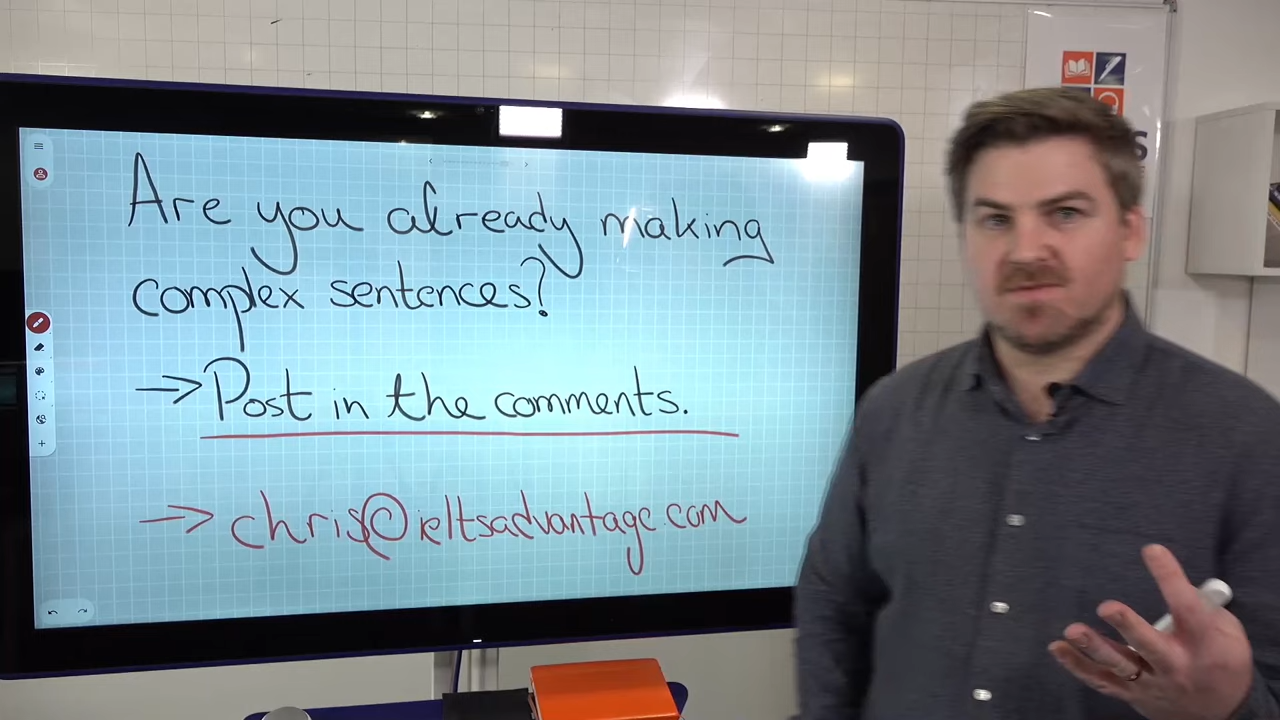 Are you already making
complex sentences?
→ Post in the comments.
→ chris@ieltsadvantage.com
S